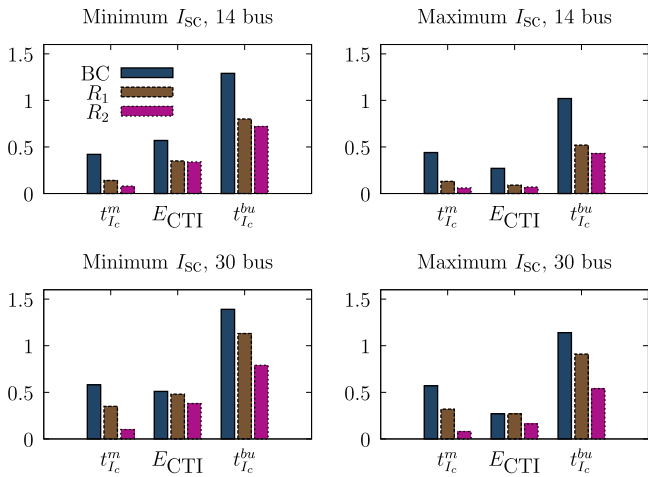 Minimum I_SC, 14 bus
1.5
1
0.5
0
BC
R_1
R_2
t^m_{I_c} E_CTI t^{bu}_{I_c}
Maximum I_SC, 14 bus
1.5
1
0.5
0
t^m_{I_c} E_CTI t^{bu}_{I_c}
Minimum I_SC, 30 bus
1.5
1
0.5
0
t^m_{I_c} E_CTI t^{bu}_{I_c}
Maximum I_SC, 30 bus
1.5
1
0.5
0
t^m_{I_c} E_CTI t^{bu}_{I_c}